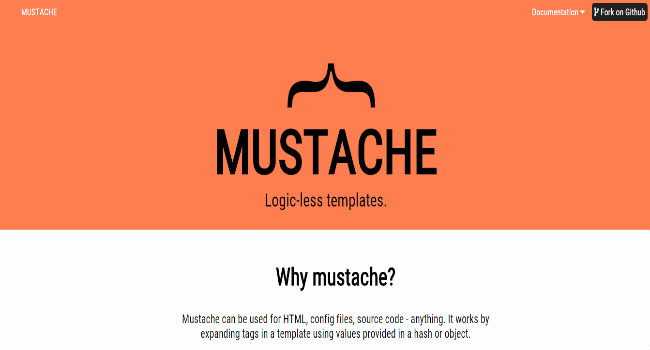 MUSTACHE
Documentation
Fork on Github
MUSTACHE
Logic-less templates.
Why mustache?
Mustache can be used for HTML, config files, source code - anything. It works by
expanding tags in a template using values provided in a hash or object.